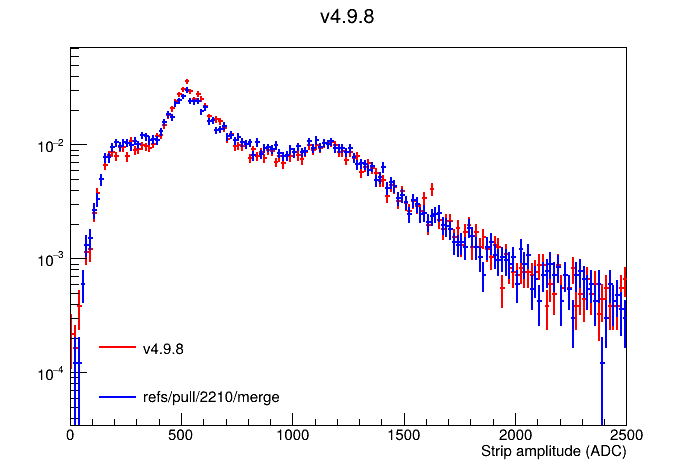 v4.9.8
10⁻²
10⁻³
10⁻⁴
v4.9.8
refs/pull/2210/merge
0 500 1000 1500 2000 2500
Strip amplitude (ADC)